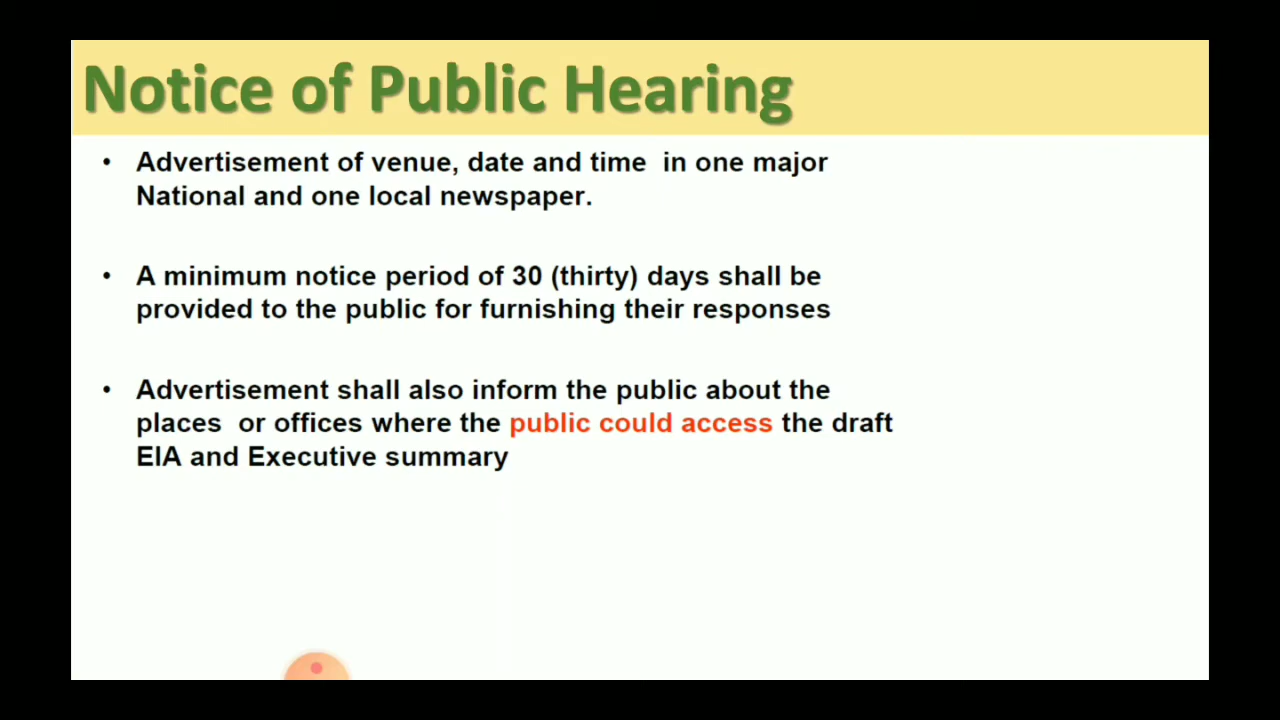 Notice of Public Hearing
• Advertisement of venue, date and time in one major
National and one local newspaper.
• A minimum notice period of 30 (thirty) days shall be
provided to the public for furnishing their responses
• Advertisement shall also inform the public about the
places or offices where the public could access the draft
EIA and Executive summary